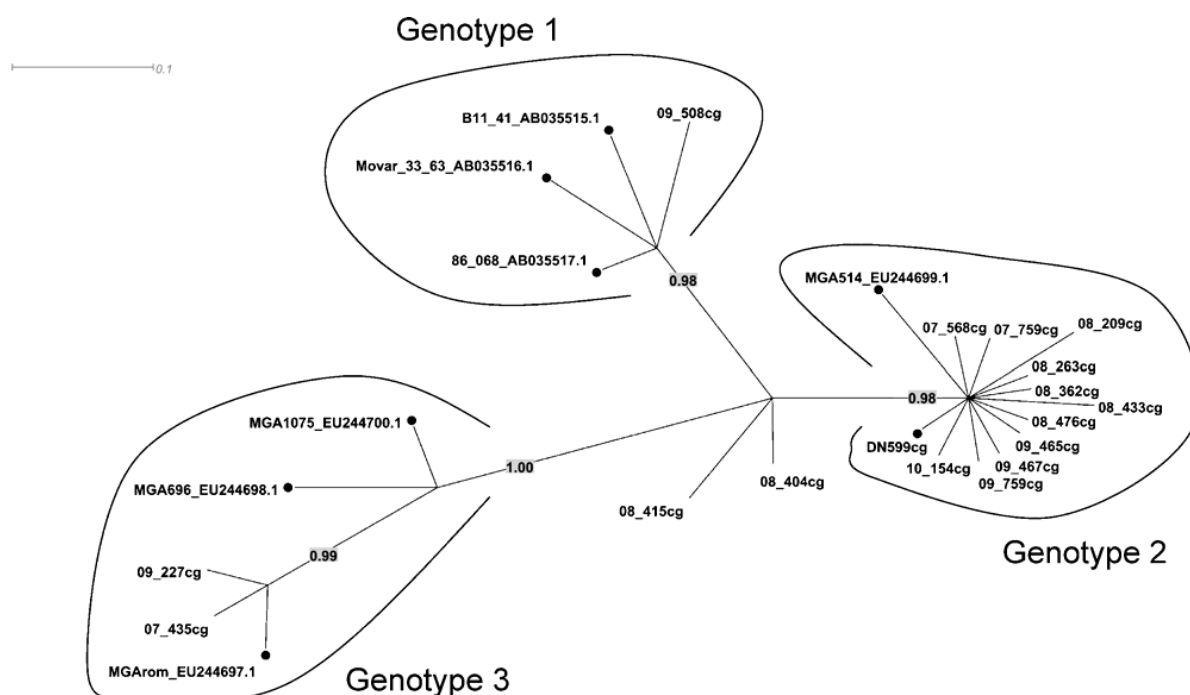 Genotype 1
0.1
B11_41_AB035515.1
09_508cg
Movar_33_63_AB035516.1
86_068_AB035517.1
0.98
MGA514_EU244699.1
07_568cg
07_759cg
08_209cg
08_263cg
08_362cg
0.98
08_433cg
08_476cg
DN599cg
09_465cg
10_154cg
09_467cg
09_759cg
Genotype 2
MGA1075_EU244700.1
1.00
MGA696_EU244698.1
08_404cg
08_415cg
0.99
09_227cg
07_435cg
MGArom_EU244697.1
Genotype 3